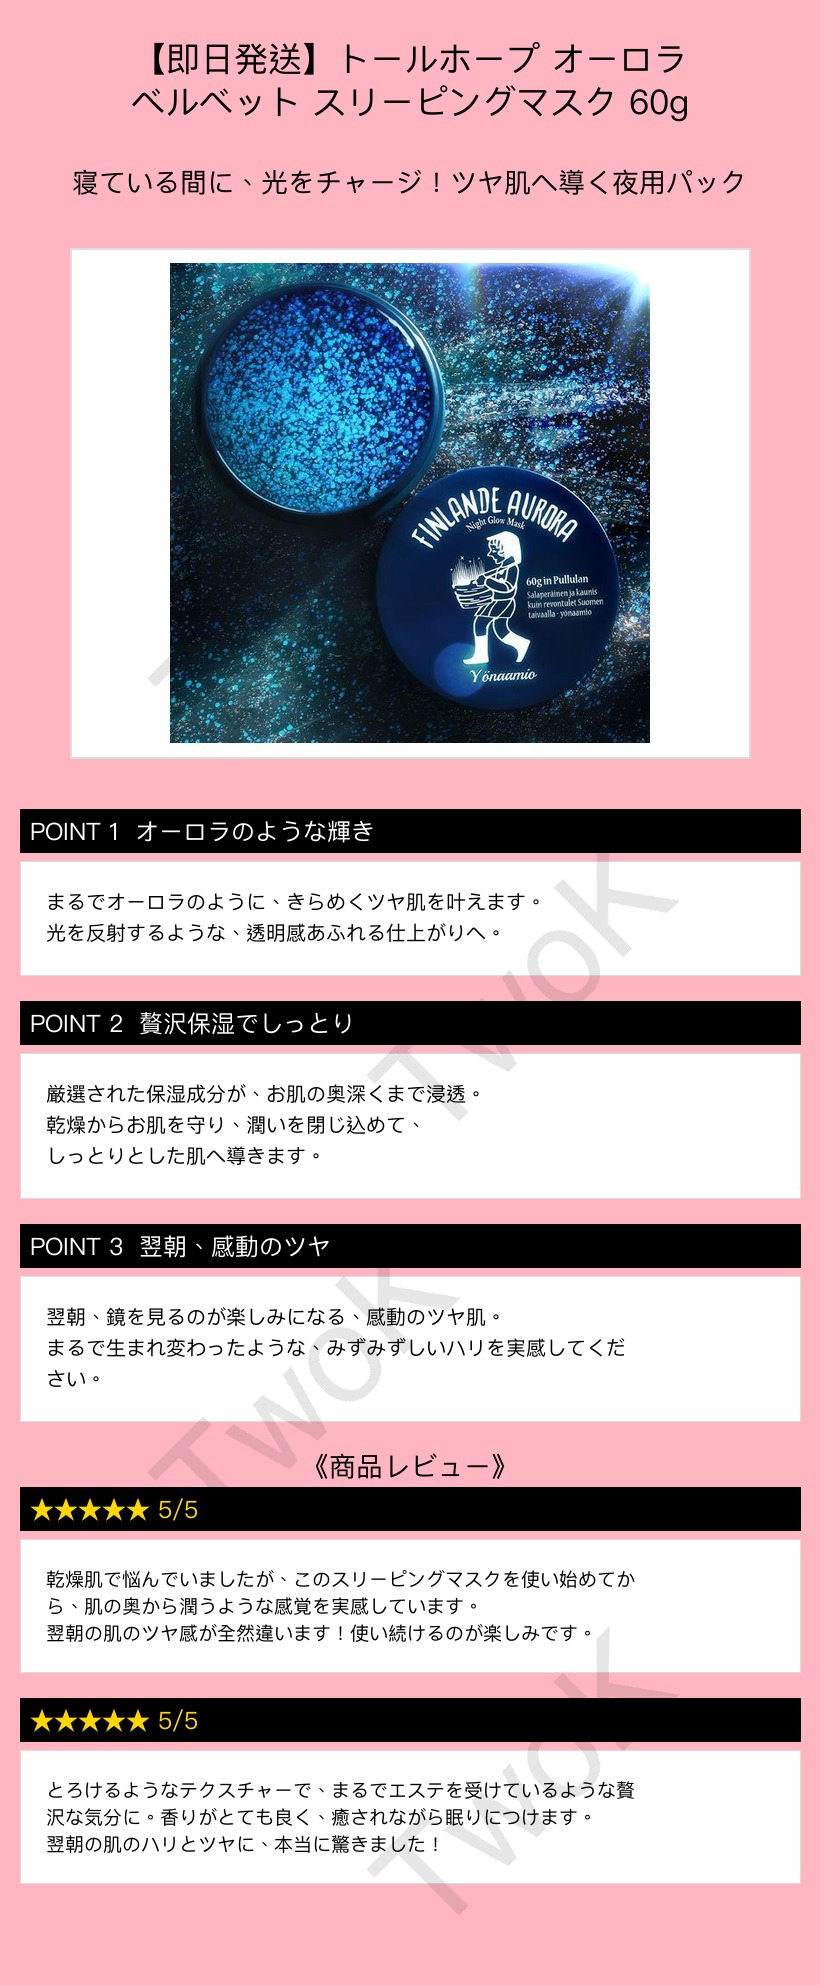 【即日発送】トールホープ オーロラ
ベルベット スリーピングマスク 60g
寝ている間に、光をチャージ！ツヤ肌へ導く夜用パック
FINLANDE AURORA
Night Glow Mask
60g in Pullulan
Salaperäinen ja kaunis
kuin revontulet Suomen
taivaalla - yönaamio
Yönaamio
POINT 1 オーロラのような輝き
まるでオーロラのように、きらめくツヤ肌を叶えます。
光を反射するような、透明感あふれる仕上がりへ。
TwoK
POINT 2 贅沢保湿でしっとり
厳選された保湿成分が、お肌の奥深くまで浸透。
乾燥からお肌を守り、潤いを閉じ込めて、
しっとりとした肌へ導きます。
POINT 3 翌朝、感動のツヤ
翌朝、鏡を見るのが楽しみになる、感動のツヤ肌。
まるで生まれ変わったような、みずみずしいハリを実感してくだ
さい。
TwoK
《商品レビュー》
★★★★★ 5/5
乾燥肌で悩んでいましたが、このスリーピングマスクを使い始めてか
ら、肌の奥から潤うような感覚を実感しています。
翌朝の肌のツヤ感が全然違います！使い続けるのが楽しみです。
★★★★★ 5/5
とろけるようなテクスチャーで、まるでエステを受けているような贅
沢な気分に。香りがとても良く、癒されながら眠りにつけます。
翌朝の肌のハリとツヤに、本当に驚きました！
TwoK